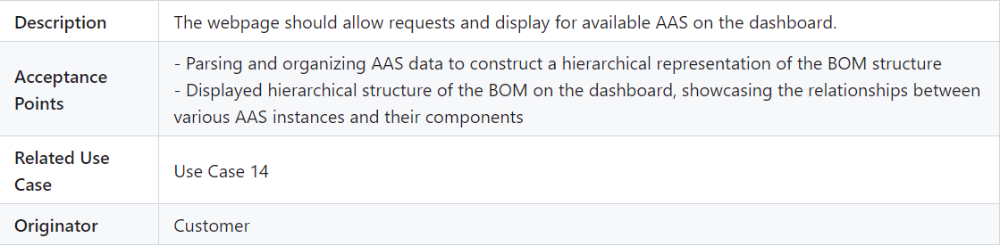 Description
The webpage should allow requests and display for available AAS on the dashboard.
Acceptance
Points
- Parsing and organizing AAS data to construct a hierarchical representation of the BOM structure
- Displayed hierarchical structure of the BOM on the dashboard, showcasing the relationships between
various AAS instances and their components
Related Use
Case
Use Case 14
Originator
Customer